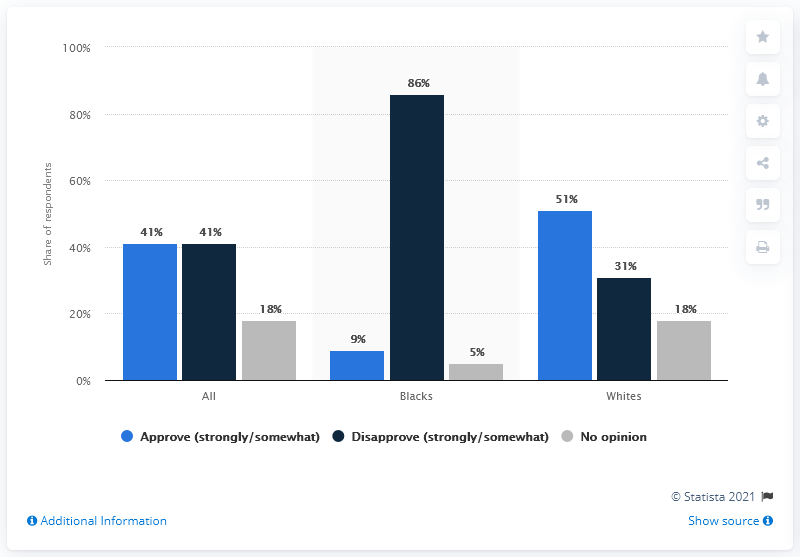 100%
80%
60%
40%
20%
0%
Share of respondents
41%
41%
18%
9%
86%
5%
51%
31%
18%
All
Blacks
Whites
Approve (strongly/somewhat)
Disapprove (strongly/somewhat)
No opinion
© Statista 2021
Additional Information
Show source